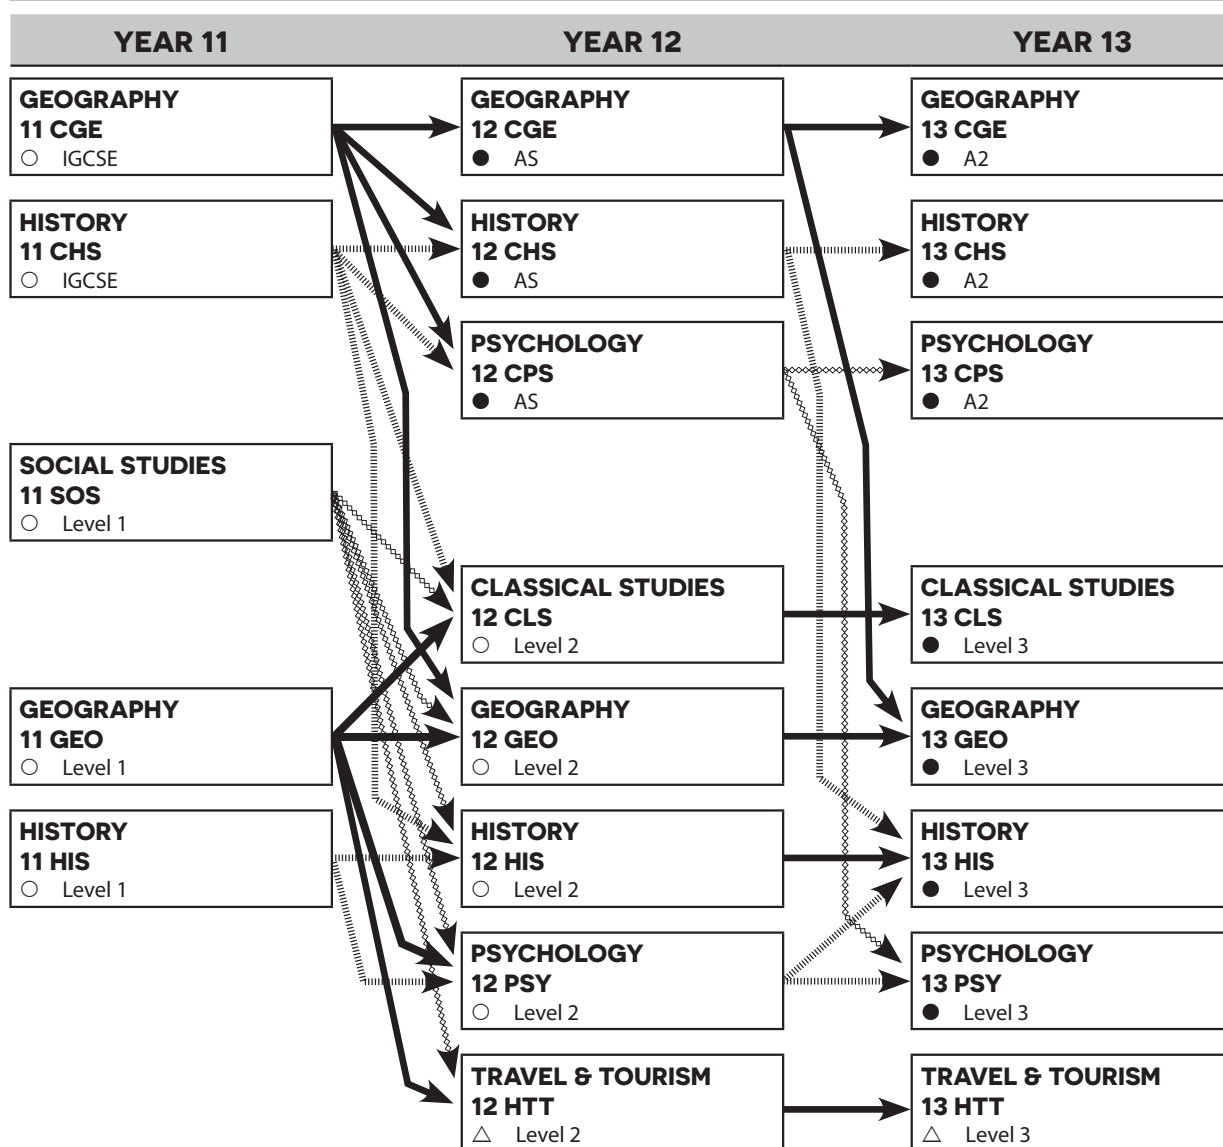 YEAR 11
YEAR 12
YEAR 13
GEOGRAPHY
11 CGE
○ IGCSE
HISTORY
11 CHS
○ IGCSE
SOCIAL STUDIES
11 SOS
○ Level 1
GEOGRAPHY
11 GEO
○ Level 1
HISTORY
11 HIS
○ Level 1
GEOGRAPHY
12 CGE
● AS
HISTORY
12 CHS
● AS
PSYCHOLOGY
12 CPS
● AS
CLASSICAL STUDIES
12 CLS
○ Level 2
GEOGRAPHY
12 GEO
○ Level 2
HISTORY
12 HIS
○ Level 2
PSYCHOLOGY
12 PSY
○ Level 2
TRAVEL & TOURISM
12 HTT
△ Level 2
GEOGRAPHY
13 CGE
● A2
HISTORY
13 CHS
● A2
PSYCHOLOGY
13 CPS
● A2
CLASSICAL STUDIES
13 CLS
● Level 3
GEOGRAPHY
13 GEO
● Level 3
HISTORY
13 HIS
● Level 3
PSYCHOLOGY
13 PSY
● Level 3
TRAVEL & TOURISM
13 HTT
△ Level 3